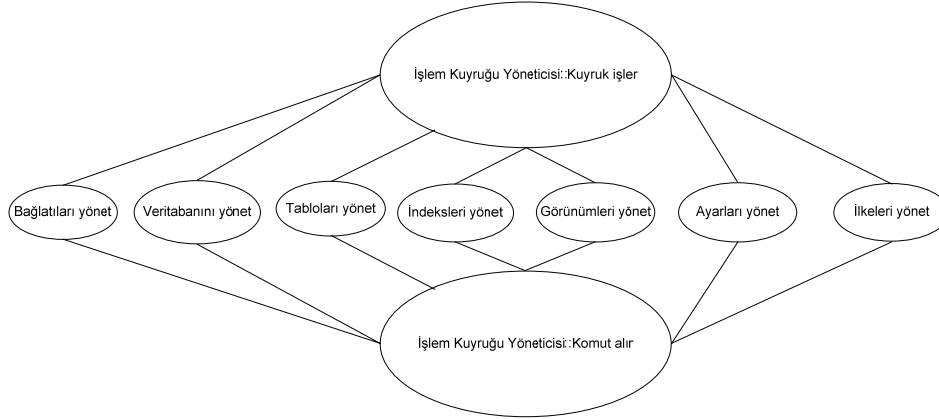 İşlem Kuyruğu Yöneticisi::Kuyruk işler
Bağlatıları yönet
Veritabanını yönet
Tabloları yönet
İndeksleri yönet
Görünümleri yönet
Ayarları yönet
İlkeleri yönet
İşlem Kuyruğu Yöneticisi::Komut alır